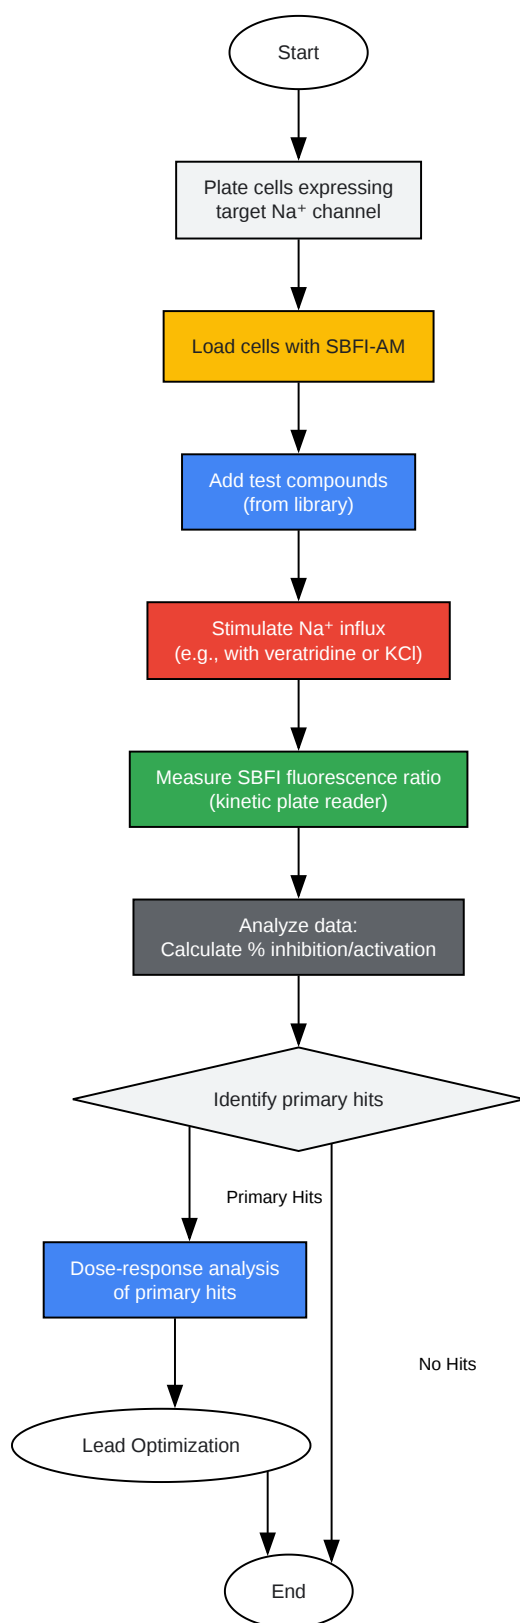 Start
Plate cells expressing
target Na⁺ channel
Load cells with SBFI-AM
Add test compounds
(from library)
Stimulate Na⁺ influx
(e.g., with veratridine or KCl)
Measure SBFI fluorescence ratio
(kinetic plate reader)
Analyze data:
Calculate % inhibition/activation
Identify primary hits
Primary Hits
Dose-response analysis
of primary hits
No Hits
Lead Optimization
End